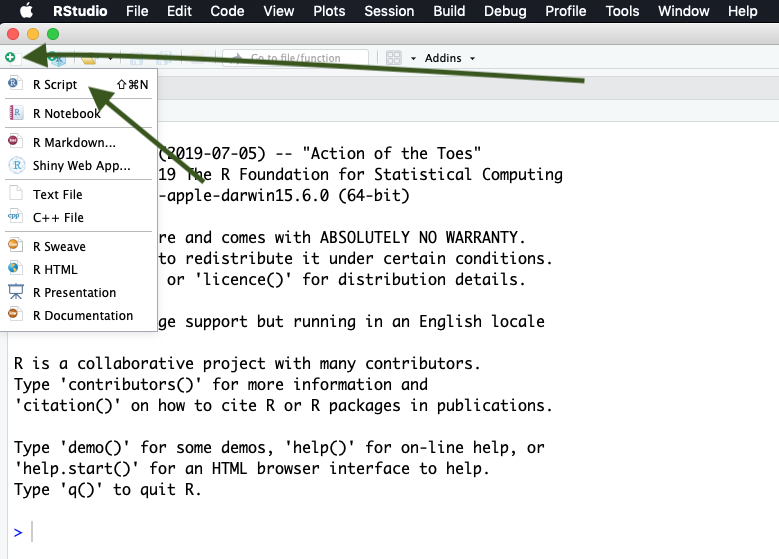 RStudio File Edit Code View Plots Session Build Debug Profile Tools Window Help
Go to file/function Addins
R Script ⇧⌘N
R Notebook
R Markdown...
Shiny Web App...
Text File
C++ File
R Sweave
R HTML
R Presentation
R Documentation
(2019-07-05) -- "Action of the Toes"
19 The R Foundation for Statistical Computing
-apple-darwin15.6.0 (64-bit)
re and comes with ABSOLUTELY NO WARRANTY.
to redistribute it under certain conditions.
or 'licence()' for distribution details.
ge support but running in an English locale
R is a collaborative project with many contributors.
Type 'contributors()' for more information and
'citation()' on how to cite R or R packages in publications.
Type 'demo()' for some demos, 'help()' for on-line help, or
'help.start()' for an HTML browser interface to help.
Type 'q()' to quit R.
>